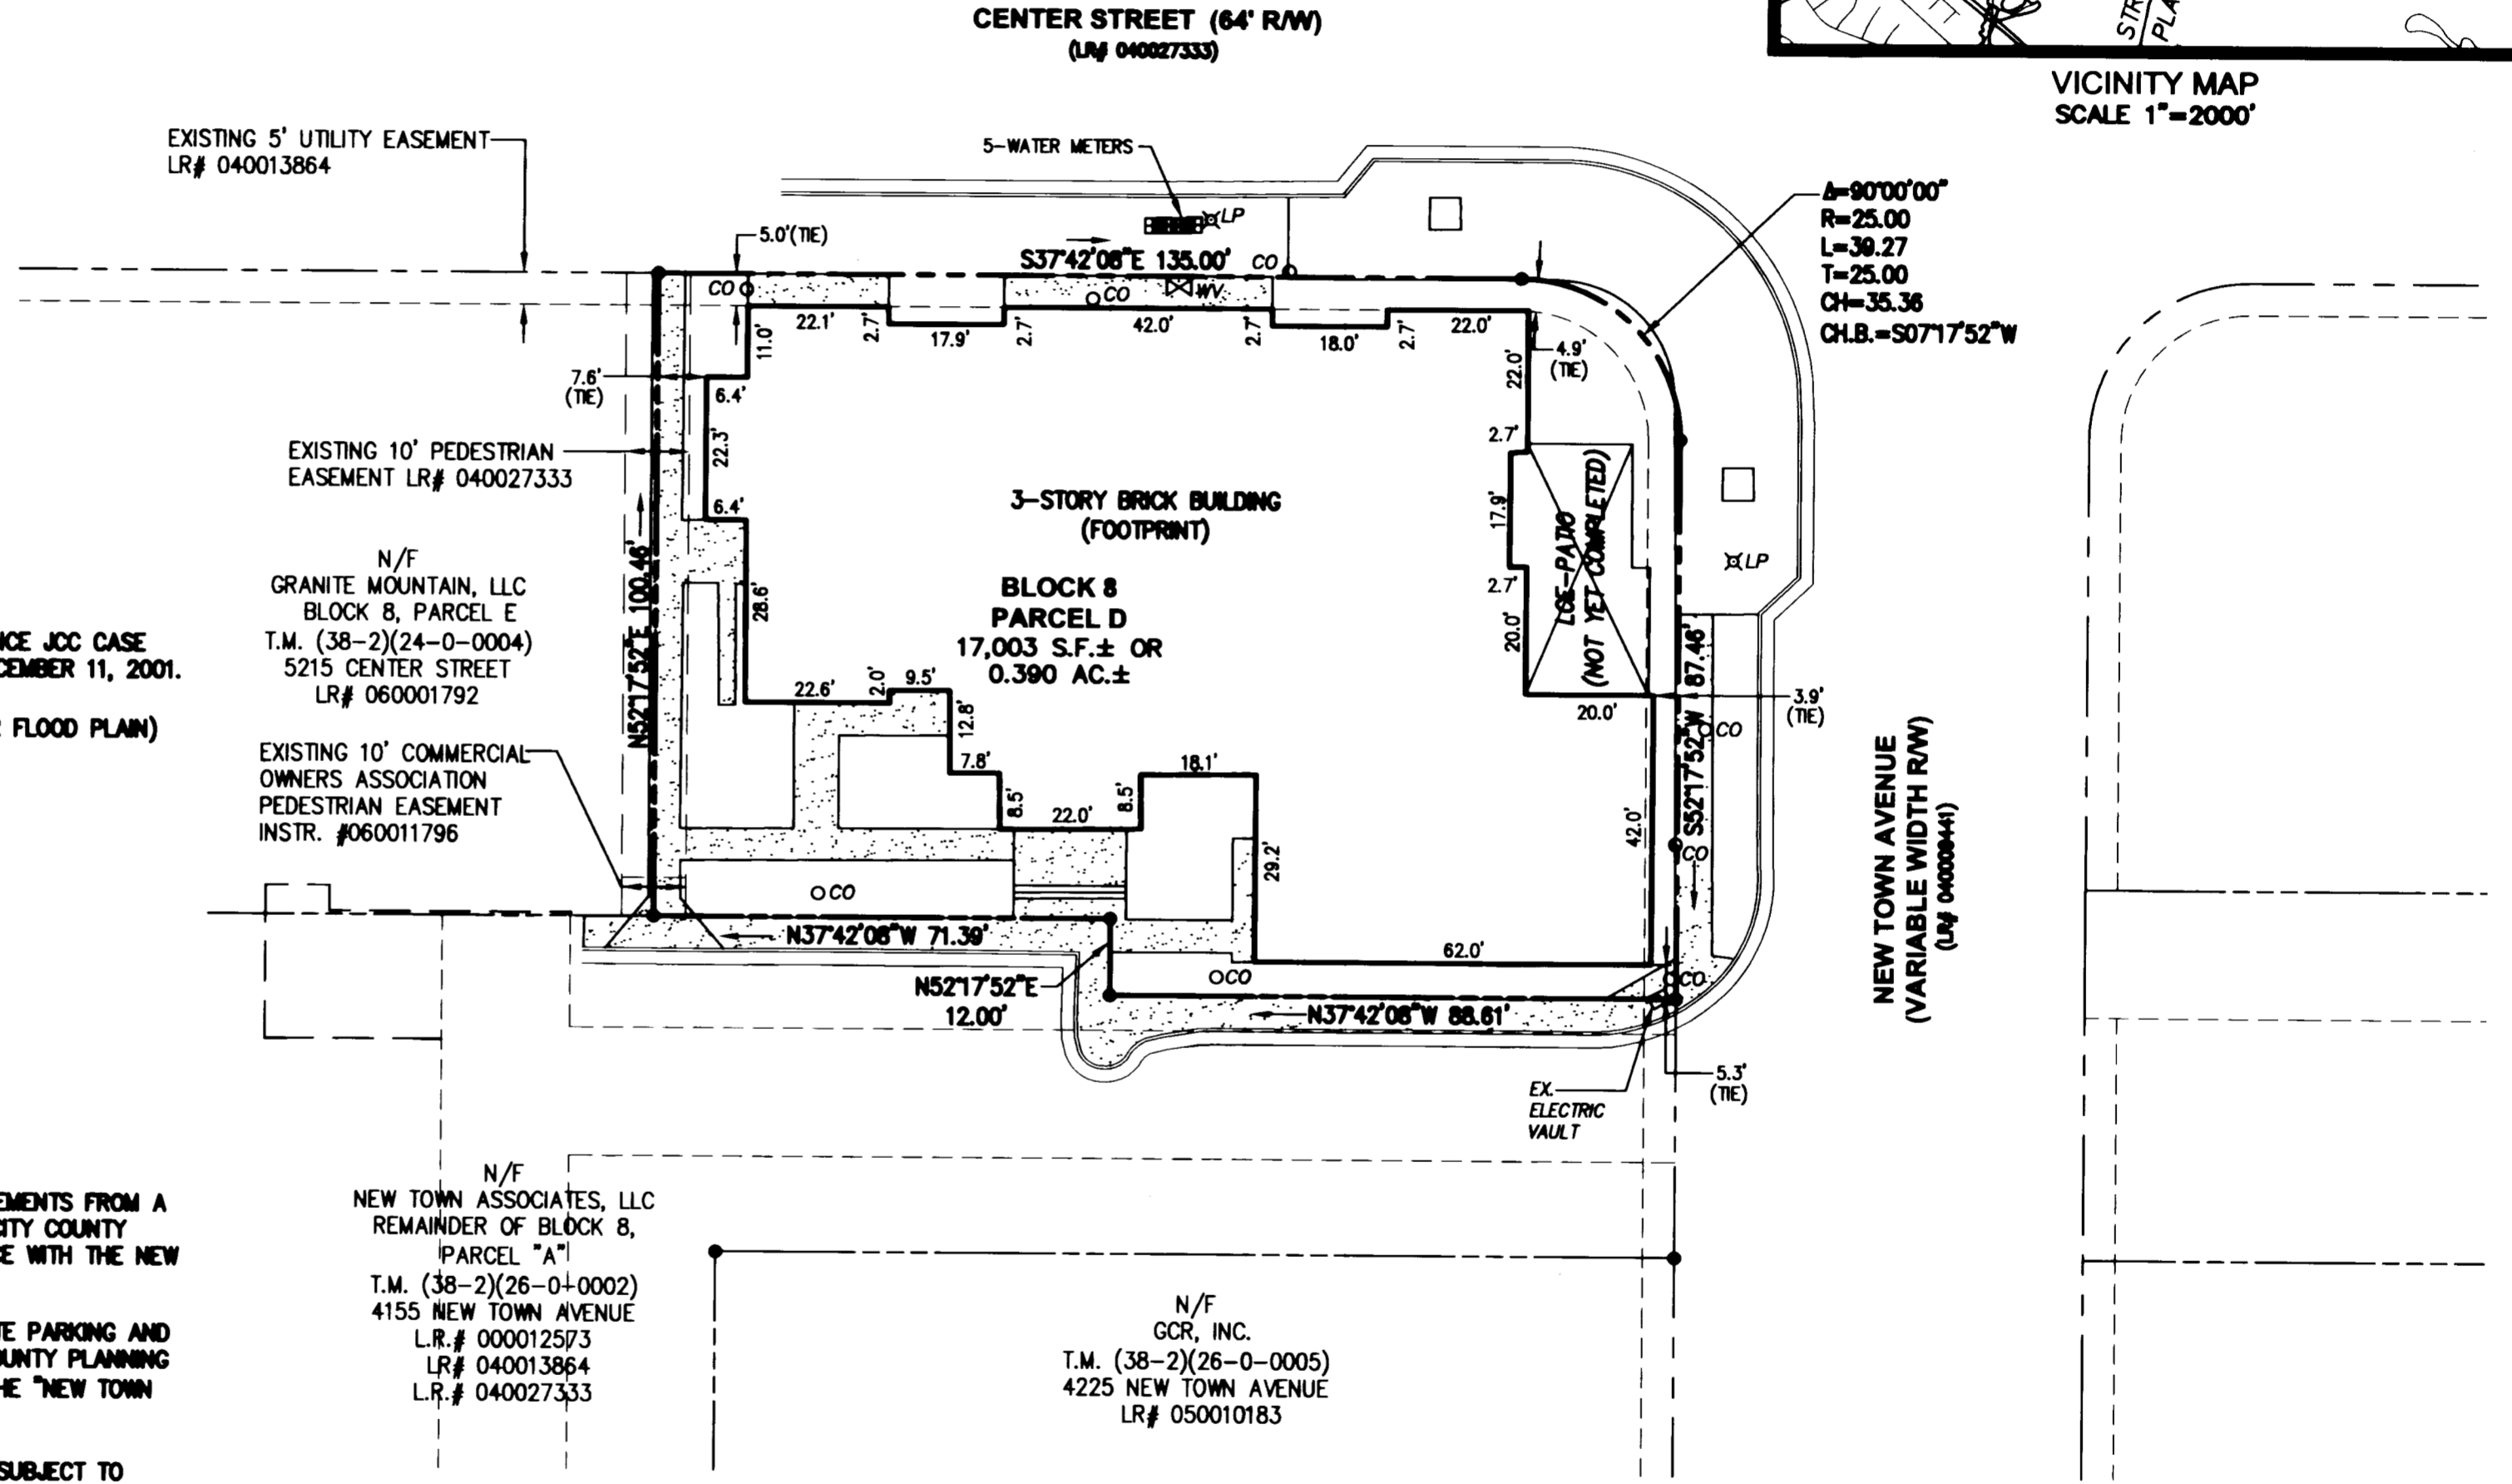 CENTER STREET (64' R/W)
(LR# 040027333)
VICINITY MAP
SCALE 1"=2000'
EXISTING 5' UTILITY EASEMENT
LR# 040013864
5-WATER METERS
LP
5.0'(TIE)
S37°42'08"E 135.00'
CO
Δ=90°00'00"
R=25.00
L=39.27
T=25.00
CH=35.36
CH.B.=S07°17'52"W
CO
CO
WV
22.1'
2.7'
17.9'
2.7'
42.0'
2.7'
18.0'
2.7'
22.0'
11.0'
4.9'
(TIE)
22.0'
7.6'
(TIE)
6.4'
22.3'
6.4'
EXISTING 10' PEDESTRIAN
EASEMENT LR# 040027333
2.7'
17.9'
2.7'
20.0'
LCE-PATIO
(NOT YET COMPLETED)
3-STORY BRICK BUILDING
(FOOTPRINT)
BLOCK 8
PARCEL D
17,003 S.F.± OR
0.390 AC.±
LP
N/F
GRANITE MOUNTAIN, LLC
BLOCK 8, PARCEL E
T.M. (38-2)(24-0-0004)
5215 CENTER STREET
LR# 060001792
N52°17'52"E 100.46'
28.6'
NCE JCC CASE
CEMBER 11, 2001.
FLOOD PLAIN)
22.6'
2.0'
9.5'
12.8'
7.8'
8.5'
22.0'
8.5'
18.1'
29.2'
20.0'
3.9'
(TIE)
S52°17'52"W 87.46'
CO
CO
42.0'
EXISTING 10' COMMERCIAL
OWNERS ASSOCIATION
PEDESTRIAN EASEMENT
INSTR. #060011796
NEW TOWN AVENUE
(VARIABLE WIDTH R/W)
CO
N37°42'08"W 71.39'
62.0'
CO
CO
N52°17'52"E
12.00'
N37°42'08"W 88.61'
5.3'
(TIE)
EX.
ELECTRIC
VAULT
N/F
NEW TOWN ASSOCIATES, LLC
REMAINDER OF BLOCK 8,
PARCEL "A"
T.M. (38-2)(26-0-0002)
4155 NEW TOWN AVENUE
L.R.# 000012573
LR# 040013864
L.R.# 040027333
EMENTS FROM A
CITY COUNTY
CE WITH THE NEW
TE PARKING AND
OUNTY PLANNING
HE "NEW TOWN
SUBJECT TO
N/F
GCR, INC.
T.M. (38-2)(26-0-0005)
4225 NEW TOWN AVENUE
LR# 050010183